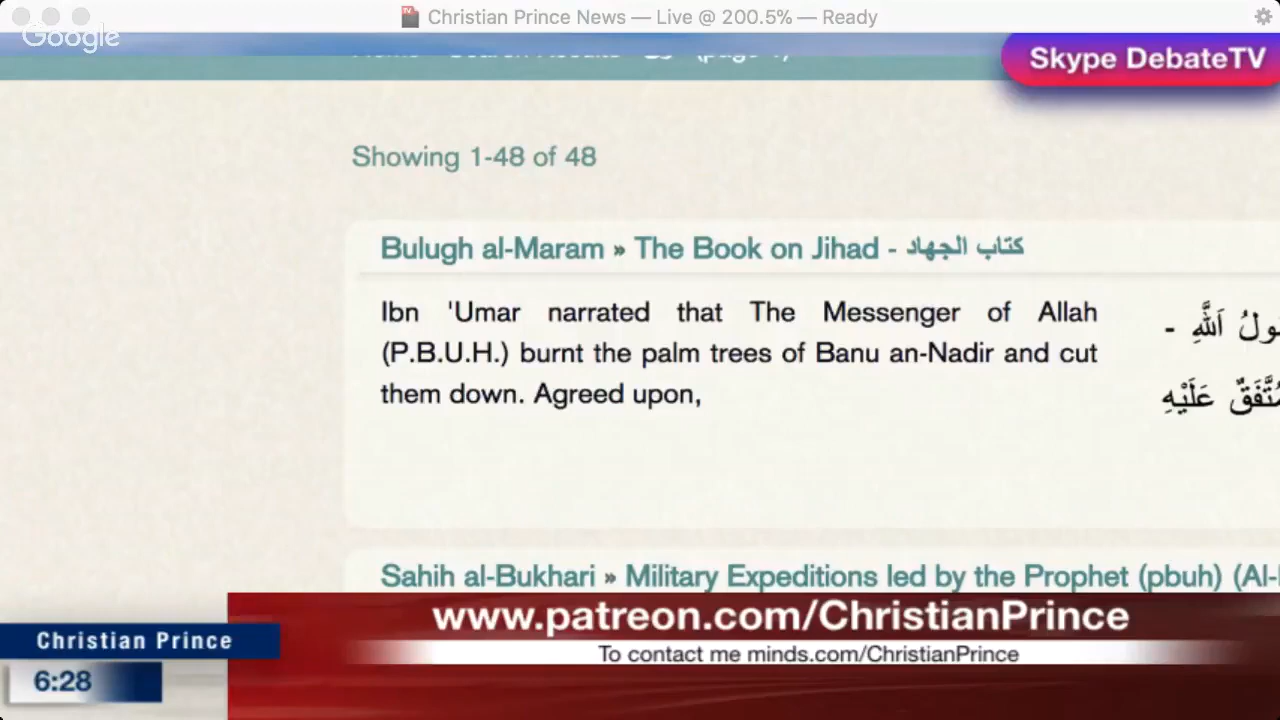 Christian Prince News — Live @ 200.5% — Ready
Google
Skype DebateTV
Showing 1-48 of 48
Bulugh al-Maram » The Book on Jihad - كتاب الجهاد
Ibn 'Umar narrated that The Messenger of Allah
(P.B.U.H.) burnt the palm trees of Banu an-Nadir and cut
them down. Agreed upon,
اَللَّهِ -
عَلَيْهِ
Sahih al-Bukhari » Military Expeditions led by the Prophet (pbuh)
www.patreon.com/ChristianPrince
To contact me minds.com/ChristianPrince
Christian Prince
6:28